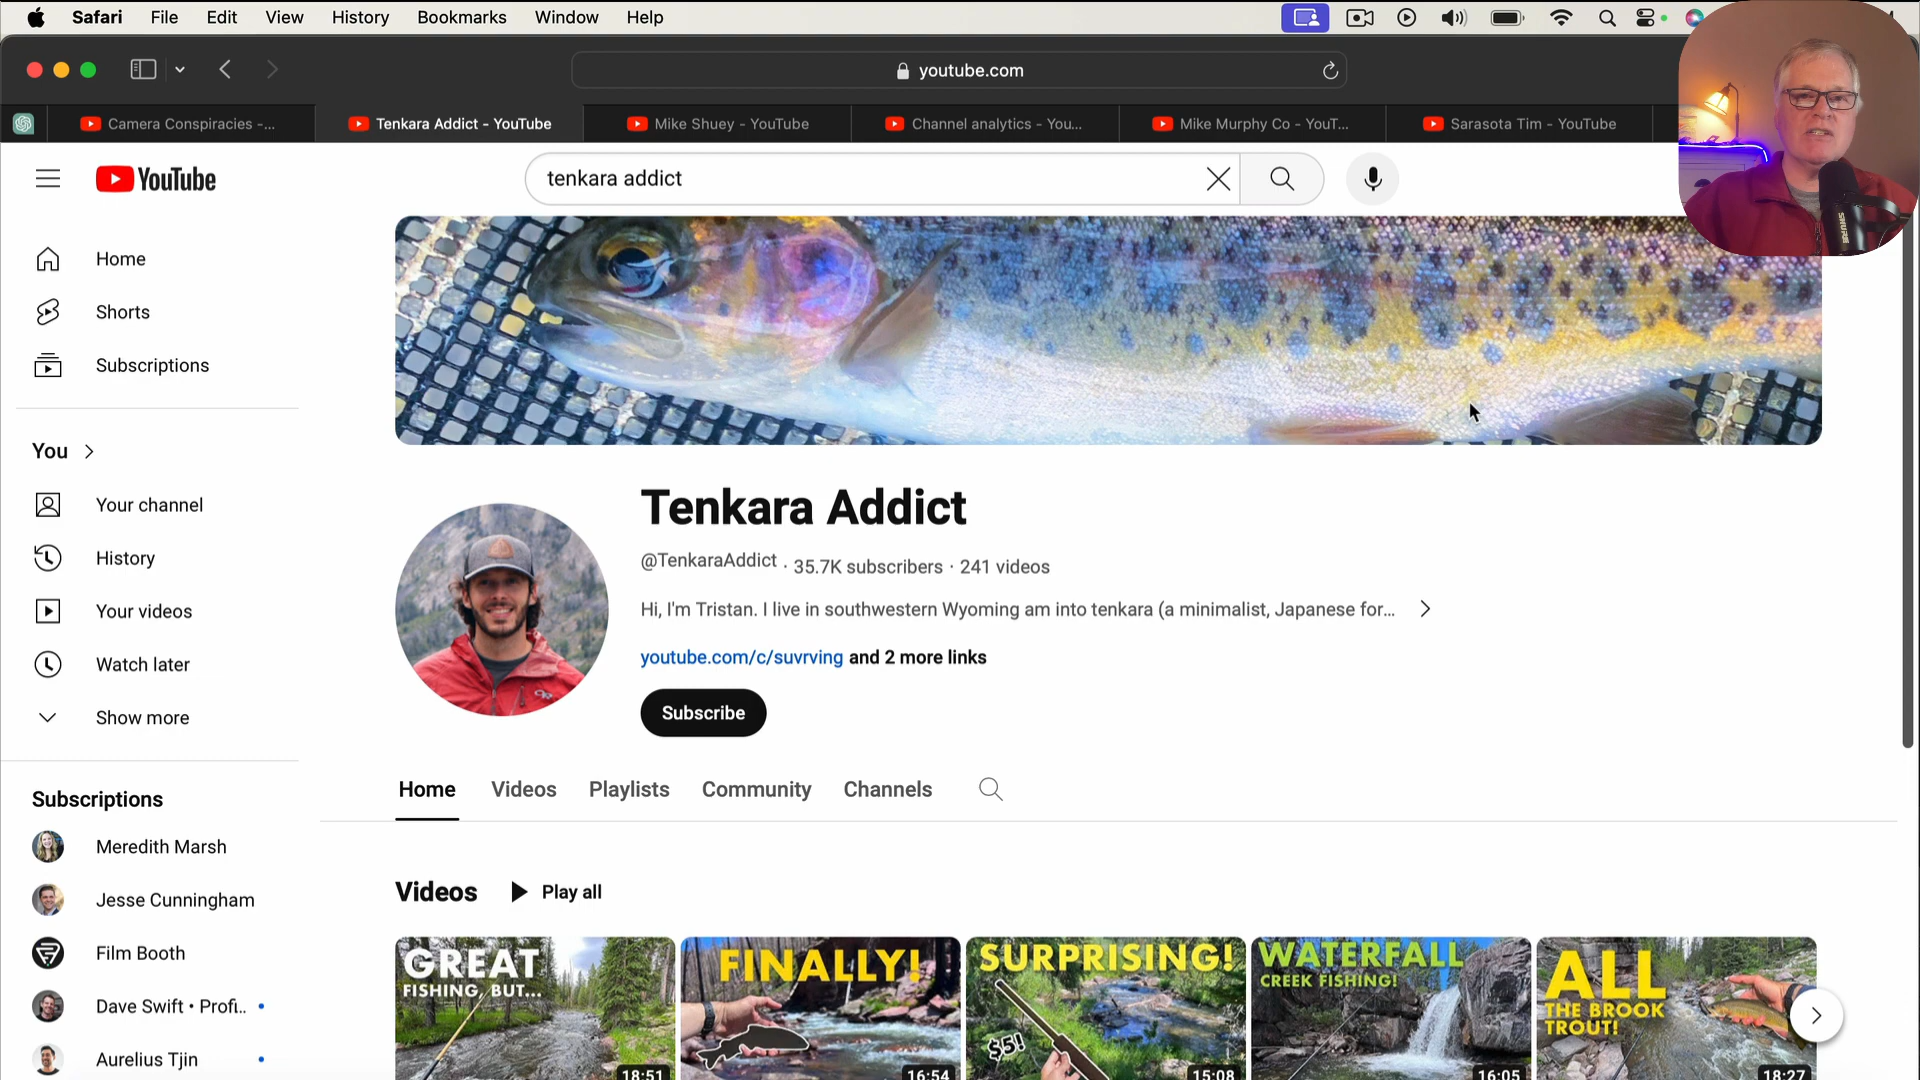 Safari File Edit View History Bookmarks Window Help
youtube.com
Camera Conspiracies -...
Tenkara Addict - YouTube
Mike Shuey - YouTube
Channel analytics - You...
Mike Murphy Co - YouT...
Sarasota Tim - YouTube
YouTube
tenkara addict
Home
Shorts
Subscriptions
You
Your channel
History
Your videos
Watch later
Show more
Subscriptions
Meredith Marsh
Jesse Cunningham
Film Booth
Dave Swift • Profi..
Aurelius Tjin
Tenkara Addict
@TenkaraAddict · 35.7K subscribers · 241 videos
Hi, I'm Tristan. I live in southwestern Wyoming am into tenkara (a minimalist, Japanese for...
youtube.com/c/suvrving and 2 more links
Subscribe
Home Videos Playlists Community Channels
Videos Play all
GREAT
FISHING, BUT...
18:51
FINALLY!
16:54
SURPRISING!
$5!
15:08
WATERFALL
CREEK FISHING!
16:05
ALL
THE BROOK
TROUT!
18:27
SHURE